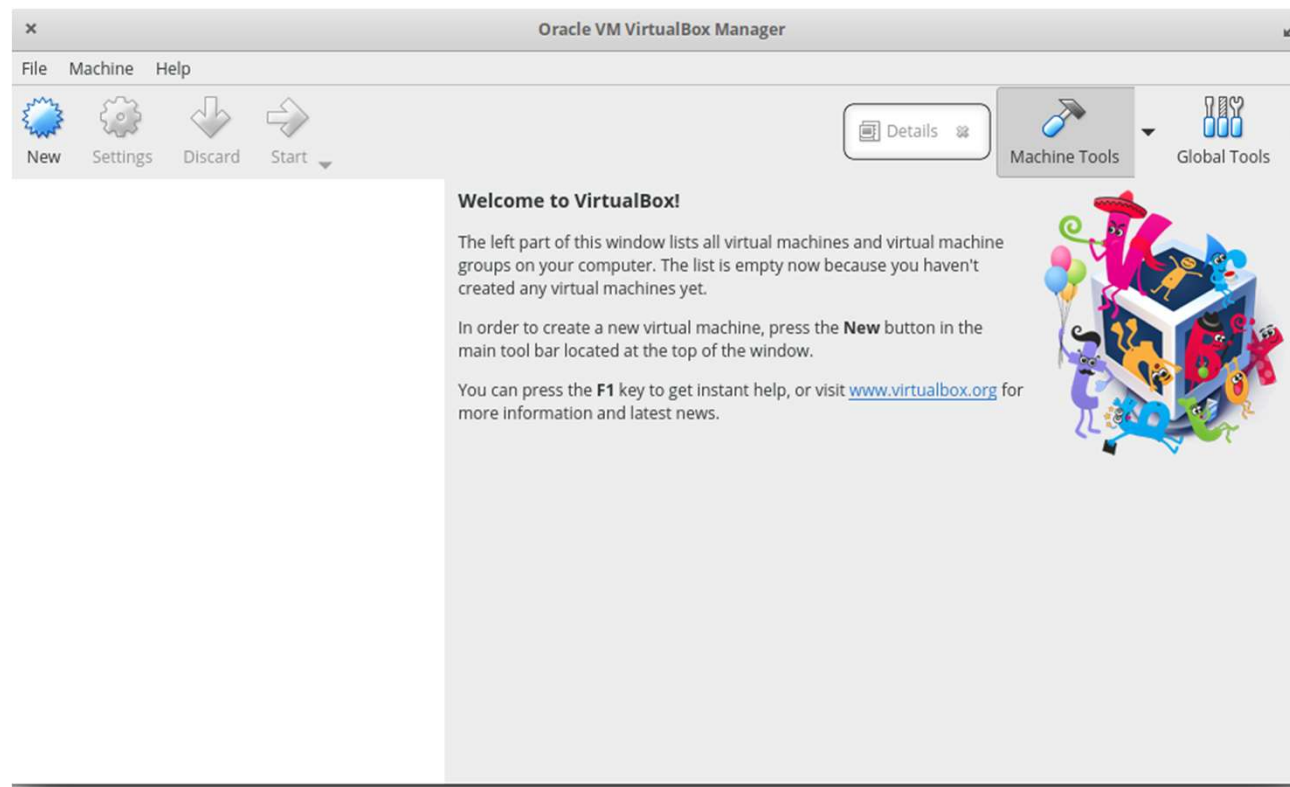 Oracle VM VirtualBox Manager
File Machine Help
New Settings Discard Start Details Machine Tools Global Tools
Welcome to VirtualBox!
The left part of this window lists all virtual machines and virtual machine
groups on your computer. The list is empty now because you haven't
created any virtual machines yet.
In order to create a new virtual machine, press the New button in the
main tool bar located at the top of the window.
You can press the F1 key to get instant help, or visit www.virtualbox.org for
more information and latest news.